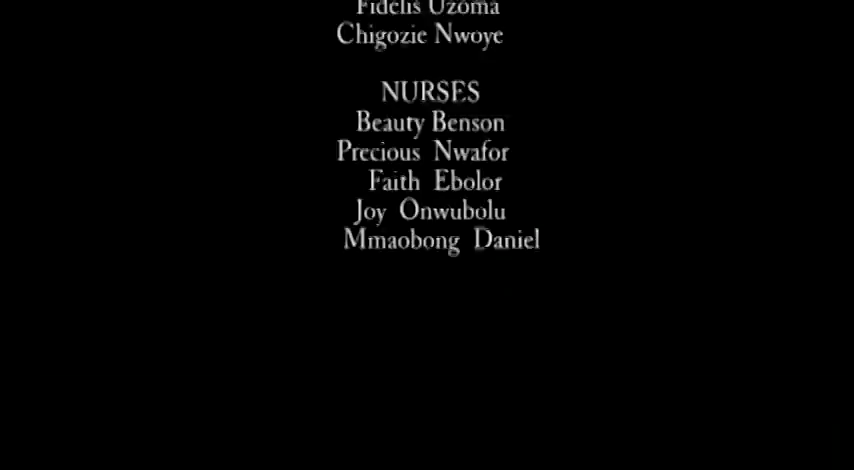 Fidelis Uzoma
Chigozie Nwoye
NURSES
Beauty Benson
Precious Nwafor
Faith Ebolor
Joy Onwubolu
Mmaobong Daniel